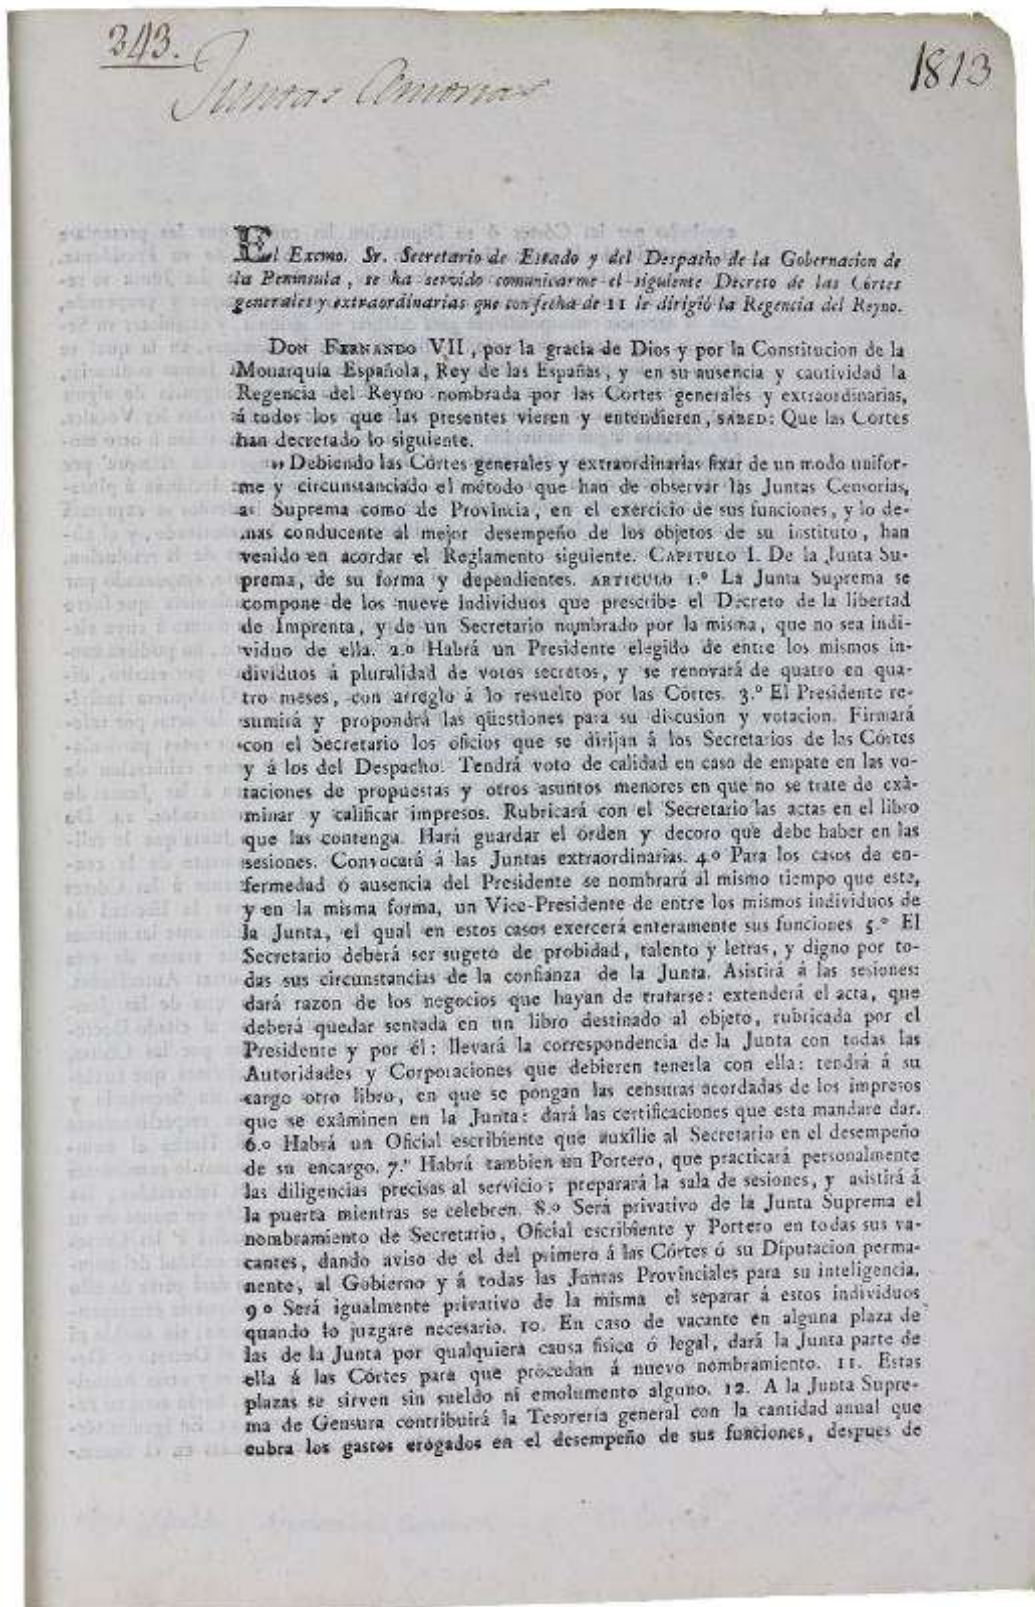 243.
Juntas Censorias
1813
El Excmo. Sr. Secretario de Estado y del Despacho de la Gobernacion de
la Peninsula, se ha servido comunicarme el siguiente Decreto de las Córtes
generales y extraordinarias que con fecha de 11 le dirigió la Regencia del Reyno.
DON FERNANDO VII, por la gracia de Dios y por la Constitucion de la
Monarquía Española, Rey de las Españas, y en su ausencia y cautividad la
Regencia del Reyno nombrada por las Córtes generales y extraordinarias,
á todos los que las presentes vieren y entendieren, SABED: Que las Córtes
han decretado lo siguiente.
„Debiendo las Córtes generales y extraordinarias fixar de un modo unifor-
me y circunstanciado el método que han de observar las Juntas Censorias,
a Suprema como de Provincia, en el exercicio de sus funciones, y lo de-
mas conducente al mejor desempeño de los objetos de su instituto, han
venido en acordar el Reglamento siguiente. CAPITULO I. De la Junta Su-
prema, de su forma y dependientes. ARTICULO 1.º La Junta Suprema se
compone de los nueve Individuos que prescribe el Decreto de la libertad
de Imprenta, y de un Secretario nombrado por la misma, que no sea indi-
viduo de ella. 2.º Habrá un Presidente elegido de entre los mismos in-
dividuos á pluralidad de votos secretos, y se renovará de quatro en qua-
tro meses, con arreglo á lo resuelto por las Córtes. 3.º El Presidente re-
sumirá y propondrá las qüestiones para su discusion y votacion. Firmará
con el Secretario los oficios que se dirijan á los Secretarios de las Córtes
y á los del Despacho. Tendrá voto de calidad en caso de empate en las vo-
taciones de propuestas y otros asuntos menores en que no se trate de exâ-
minar y calificar impresos. Rubricará con el Secretario las actas en el libro
que las contenga. Hará guardar el órden y decoro que debe haber en las
sesiones. Convocará á las Juntas extraordinarias. 4.º Para los casos de en-
fermedad ó ausencia del Presidente se nombrará al mismo tiempo que este,
y en la misma forma, un Vice-Presidente de entre los mismos individuos de
la Junta, el qual en estos casos exercerá enteramente sus funciones 5.º El
Secretario deberá ser sugeto de probidad, talento y letras, y digno por to-
das sus circunstancias de la confianza de la Junta. Asistirá á las sesiones:
dará razon de los negocios que hayan de tratarse: extenderá el acta, que
deberá quedar sentada en un libro destinado al objeto, rubricada por el
Presidente y por él: llevará la correspondencia de la Junta con todas las
Autoridades y Corporaciones que debieren tenerla con ella: tendrá á su
cargo otro libro, en que se pongan las censuras acordadas de los impresos
que se exâminen en la Junta: dará las certificaciones que esta mandare dar.
6.º Habrá un Oficial escribiente que auxîlie al Secretario en el desempeño
de su encargo. 7.º Habrá tambien un Portero, que practicará personalmente
las diligencias precisas al servicio; preparará la sala de sesiones, y asistirá á
la puerta mientras se celebren. 8.º Será privativo de la Junta Suprema el
nombramiento de Secretario, Oficial escribiente y Portero en todas sus va-
cantes, dando aviso de el del primero á las Córtes ó su Diputacion perma-
nente, al Gobierno y á todas las Juntas Provinciales para su inteligencia.
9.º Será igualmente privativo de la misma el separar á estos individuos
quando lo juzgare necesario. 10. En caso de vacante en alguna plaza de
las de la Junta por qualquiera causa física ó legal, dará la Junta parte de
ella á las Córtes para que procedan á nuevo nombramiento. 11. Estas
plazas se sirven sin sueldo ni emolumento alguno. 12. A la Junta Supre-
ma de Censura contribuirá la Tesorería general con la cantidad anual que
cubra los gastos erogados en el desempeño de sus funciones, despues de